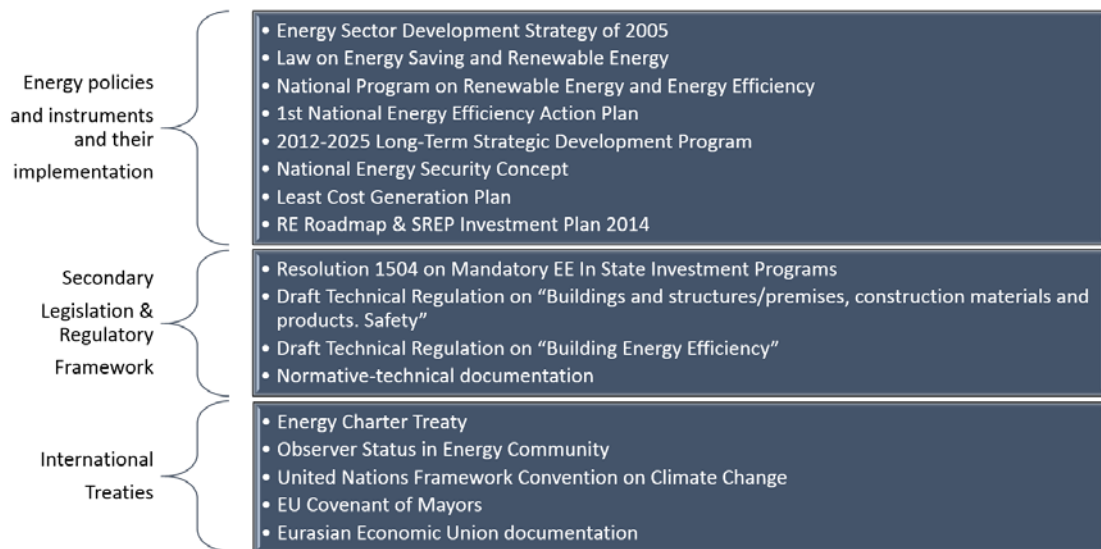 Energy policies
and instruments
and their
implementation
• Energy Sector Development Strategy of 2005
• Law on Energy Saving and Renewable Energy
• National Program on Renewable Energy and Energy Efficiency
• 1st National Energy Efficiency Action Plan
• 2012-2025 Long-Term Strategic Development Program
• National Energy Security Concept
• Least Cost Generation Plan
• RE Roadmap & SREP Investment Plan 2014
Secondary
Legislation &
Regulatory
Framework
• Resolution 1504 on Mandatory EE In State Investment Programs
• Draft Technical Regulation on “Buildings and structures/premises, construction materials and
products. Safety”
• Draft Technical Regulation on “Building Energy Efficiency”
• Normative-technical documentation
International
Treaties
• Energy Charter Treaty
• Observer Status in Energy Community
• United Nations Framework Convention on Climate Change
• EU Covenant of Mayors
• Eurasian Economic Union documentation